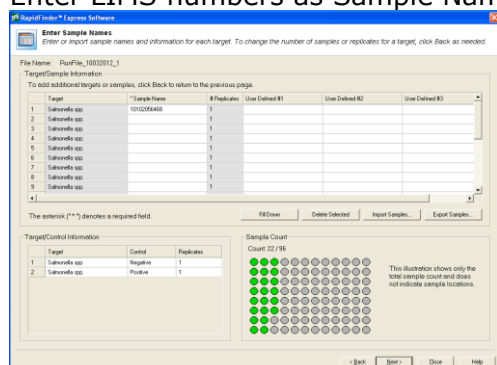 Enter LIMS numbers as Sample Nam
RapidFinder™ Express Software
Enter Sample Names
Enter or import sample names and information for each target. To change the number of samples or replicates for a target, click Back as needed.
File Name: RunFile_10032012_1
Target/Sample Information
To add additional targets or samples, click Back to return to the previous page.
Target * Sample Name # Replicates User Defined #1 User Defined #2 User Defined #3
1 Salmonella spp. 10102056468 1
2 Salmonella spp. 1
3 Salmonella spp. 1
4 Salmonella spp. 1
5 Salmonella spp. 1
6 Salmonella spp. 1
7 Salmonella spp. 1
8 Salmonella spp. 1
9 Salmonella spp. 1
The asterisk ("*") denotes a required field.
Fill Down Delete Selected Import Samples... Export Samples...
Target/Control Information
Target Control Replicates
1 Salmonella spp. Negative 1
2 Salmonella spp. Positive 1
Sample Count
Count 22 / 96
This illustration shows only the
total sample count and does
not indicate sample locations.
< Back Next > Close Help